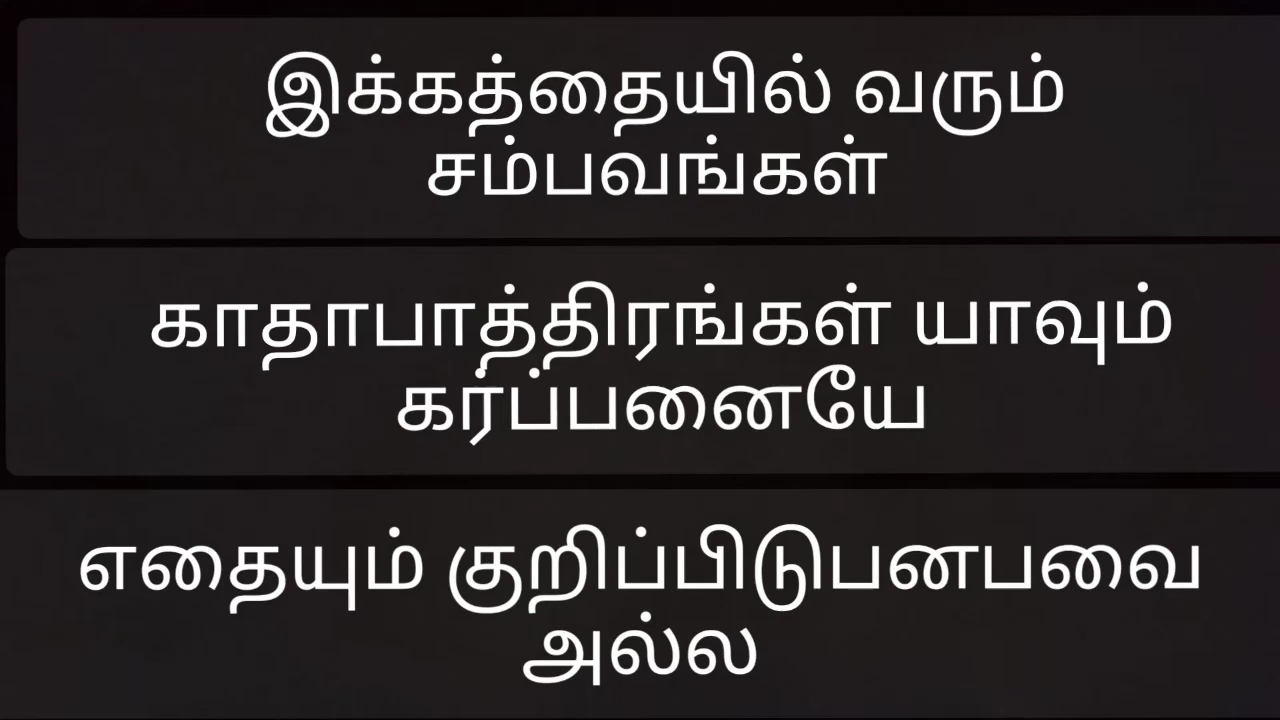 இக்கத்தையில் வரும்
சம்பவங்கள்
காதாபாத்திரங்கள் யாவும்
கர்ப்பனையே
எதையும் குறிப்பிடுபனபவை
அல்ல